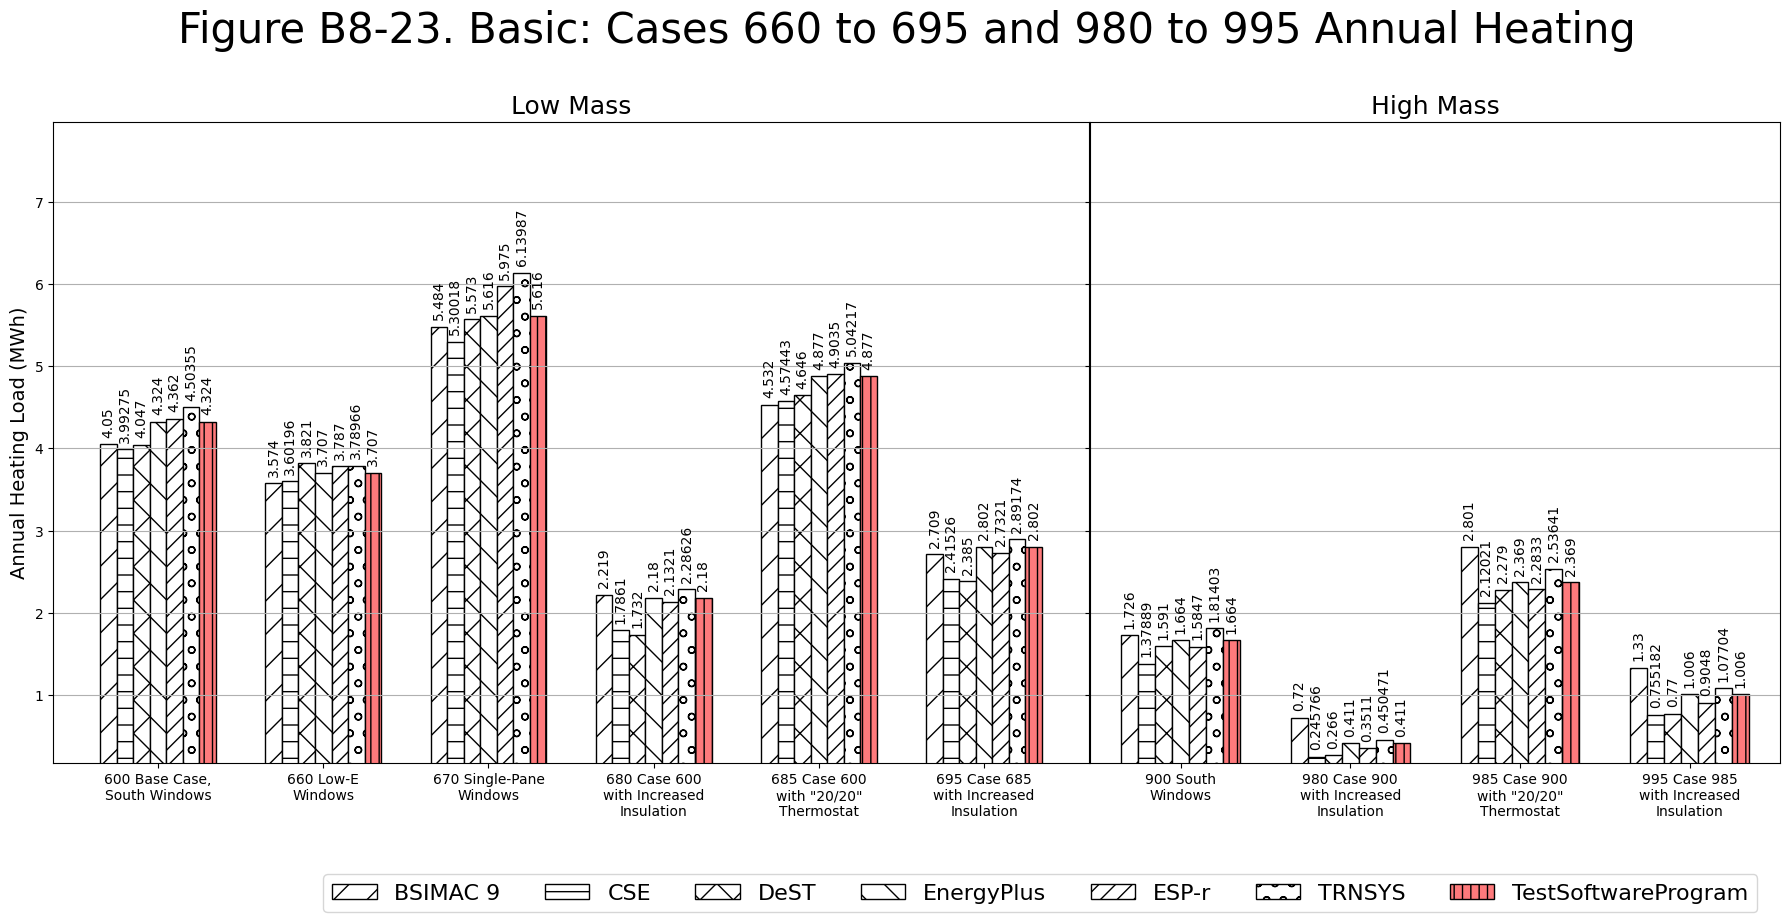 Figure B8-23. Basic: Cases 660 to 695 and 980 to 995 Annual Heating
Low Mass
High Mass
Annual Heating Load (MWh)
7
6
5
4
3
2
1
4.05
3.99275
4.047
4.324
4.362
4.50355
4.324
3.574
3.60196
3.821
3.707
3.787
3.78966
3.707
5.484
5.30018
5.573
5.616
5.975
6.13987
5.616
2.219
1.7861
1.732
2.18
2.1321
2.28626
2.18
4.532
4.57443
4.646
4.877
4.9035
5.04217
4.877
2.709
2.41526
2.385
2.802
2.7321
2.89174
2.802
1.726
1.37889
1.591
1.664
1.5847
1.81403
1.664
0.72
0.245766
0.266
0.411
0.3511
0.450471
0.411
2.801
2.12021
2.279
2.369
2.2833
2.53641
2.369
1.33
0.755182
0.77
1.006
0.9048
1.07704
1.006
600 Base Case,
South Windows
660 Low-E
Windows
670 Single-Pane
Windows
680 Case 600
with Increased
Insulation
685 Case 600
with "20/20"
Thermostat
695 Case 685
with Increased
Insulation
900 South
Windows
980 Case 900
with Increased
Insulation
985 Case 900
with "20/20"
Thermostat
995 Case 985
with Increased
Insulation
BSIMAC 9
CSE
DeST
EnergyPlus
ESP-r
TRNSYS
TestSoftwareProgram